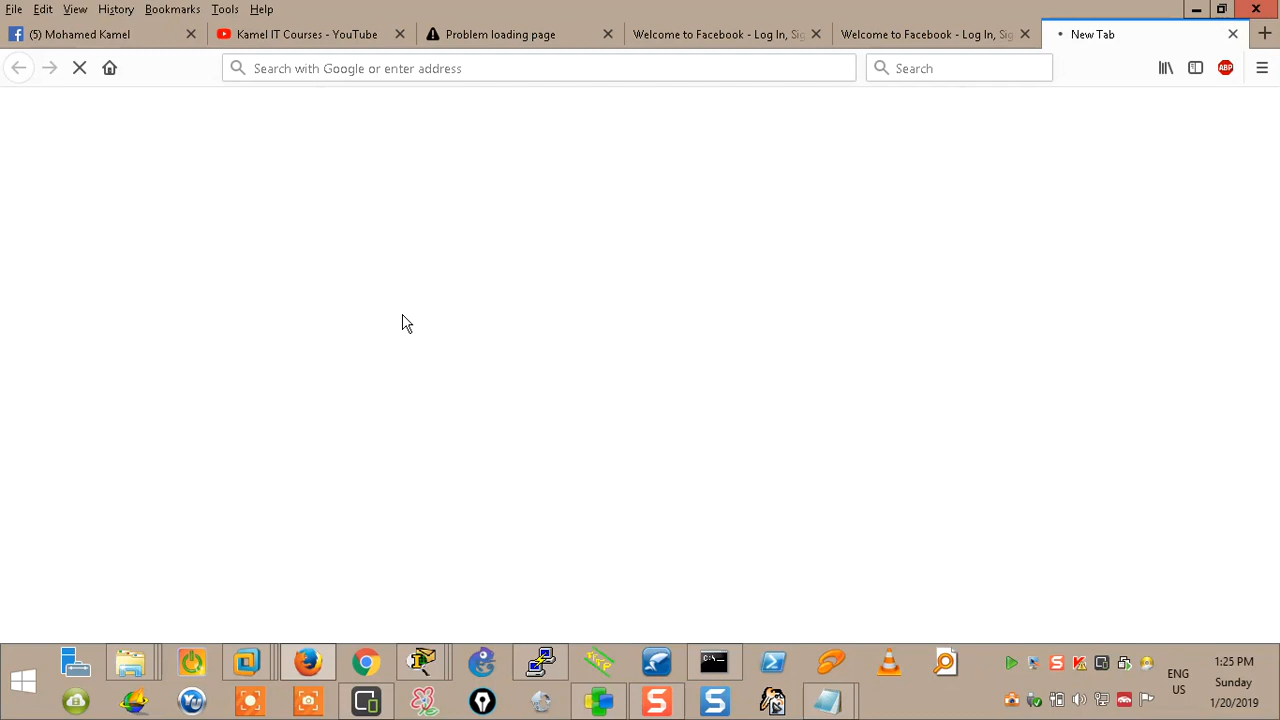 File Edit View History Bookmarks Tools Help
(5) Mohamed Kamel
Kamel IT Courses - YouTube
Problem loading page
Welcome to Facebook - Log In, Sig
Welcome to Facebook - Log In, Sig
New Tab
Search with Google or enter address
Search
ABP
C:\_
ENG
US
1:25 PM
Sunday
1/20/2019